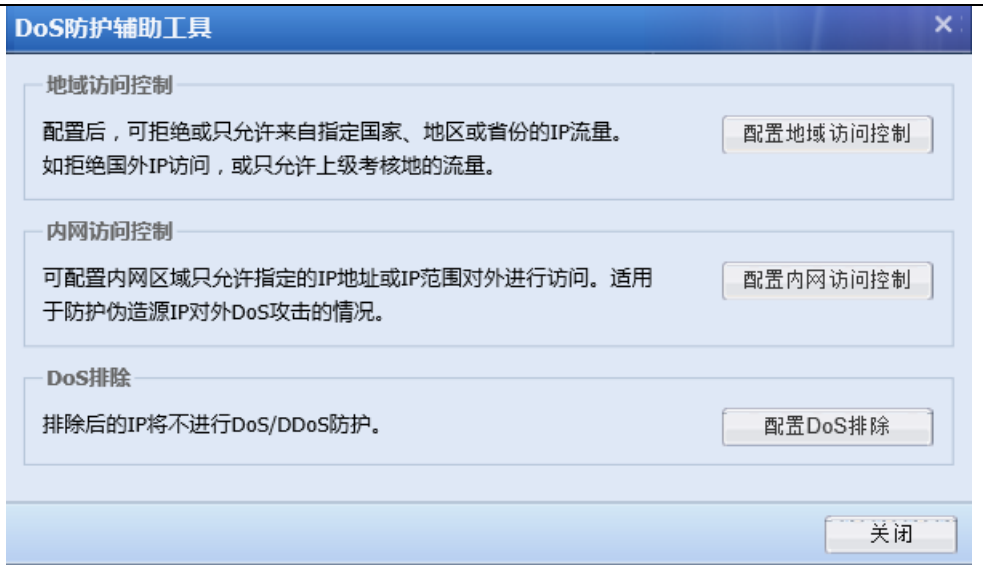 DoS防护辅助工具
地域访问控制
配置后，可拒绝或只允许来自指定国家、地区或省份的IP流量。
如拒绝国外IP访问，或只允许上级考核地的流量。
配置地域访问控制
内网访问控制
可配置内网区域只允许指定的IP地址或IP范围对外进行访问。适用
于防护伪造源IP对外DoS攻击的情况。
配置内网访问控制
DoS排除
排除后的IP将不进行DoS/DDoS防护。
配置DoS排除
关闭